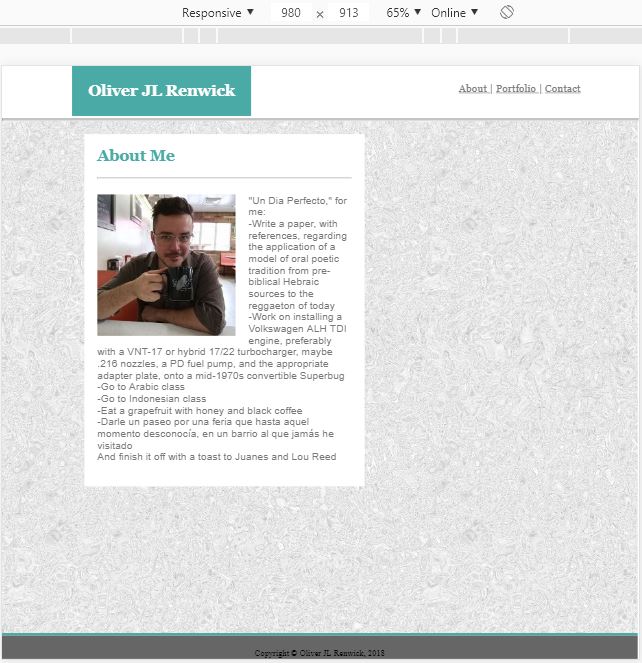 Responsive ▼ 980 × 913 65% ▼ Online ▼
Oliver JL Renwick
About | Portfolio | Contact
About Me
"Un Dia Perfecto," for
me:
-Write a paper, with
references, regarding
the application of a
model of oral poetic
tradition from pre-
biblical Hebraic
sources to the
reggaeton of today
-Work on installing a
Volkswagen ALH TDI
engine, preferably
with a VNT-17 or hybrid 17/22 turbocharger, maybe
.216 nozzles, a PD fuel pump, and the appropriate
adapter plate, onto a mid-1970s convertible Superbug
-Go to Arabic class
-Go to Indonesian class
-Eat a grapefruit with honey and black coffee
-Darle un paseo por una feria que hasta aquel
momento desconocía, en un barrio al que jamás he
visitado
And finish it off with a toast to Juanes and Lou Reed
Copyright © Oliver JL Renwick, 2018